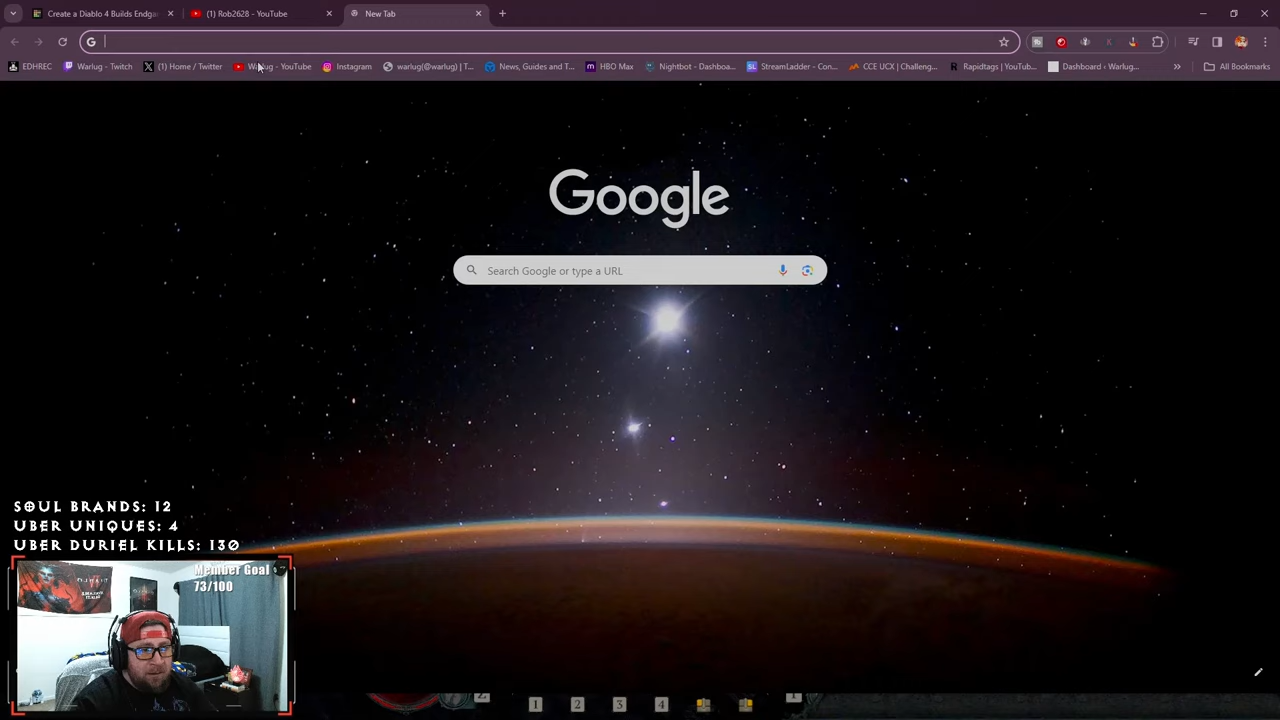 Create a Diablo 4 Builds Endga
(1) Rob2628 - YouTube
New Tab
EDHREC
Warlug - Twitch
(1) Home / Twitter
Warlug - YouTube
Instagram
warlug(@warlug) | T...
News, Guides and T...
HBO Max
Nightbot - Dashboa...
StreamLadder - Con...
CCE UCX | Challeng...
Rapidtags | YouTub...
Dashboard › Warlug...
All Bookmarks
Google
Search Google or type a URL
SOUL BRANDS: 12
UBER UNIQUES: 4
UBER DURIEL KILLS: 130
Member Goal
73/100
1 2 3 4